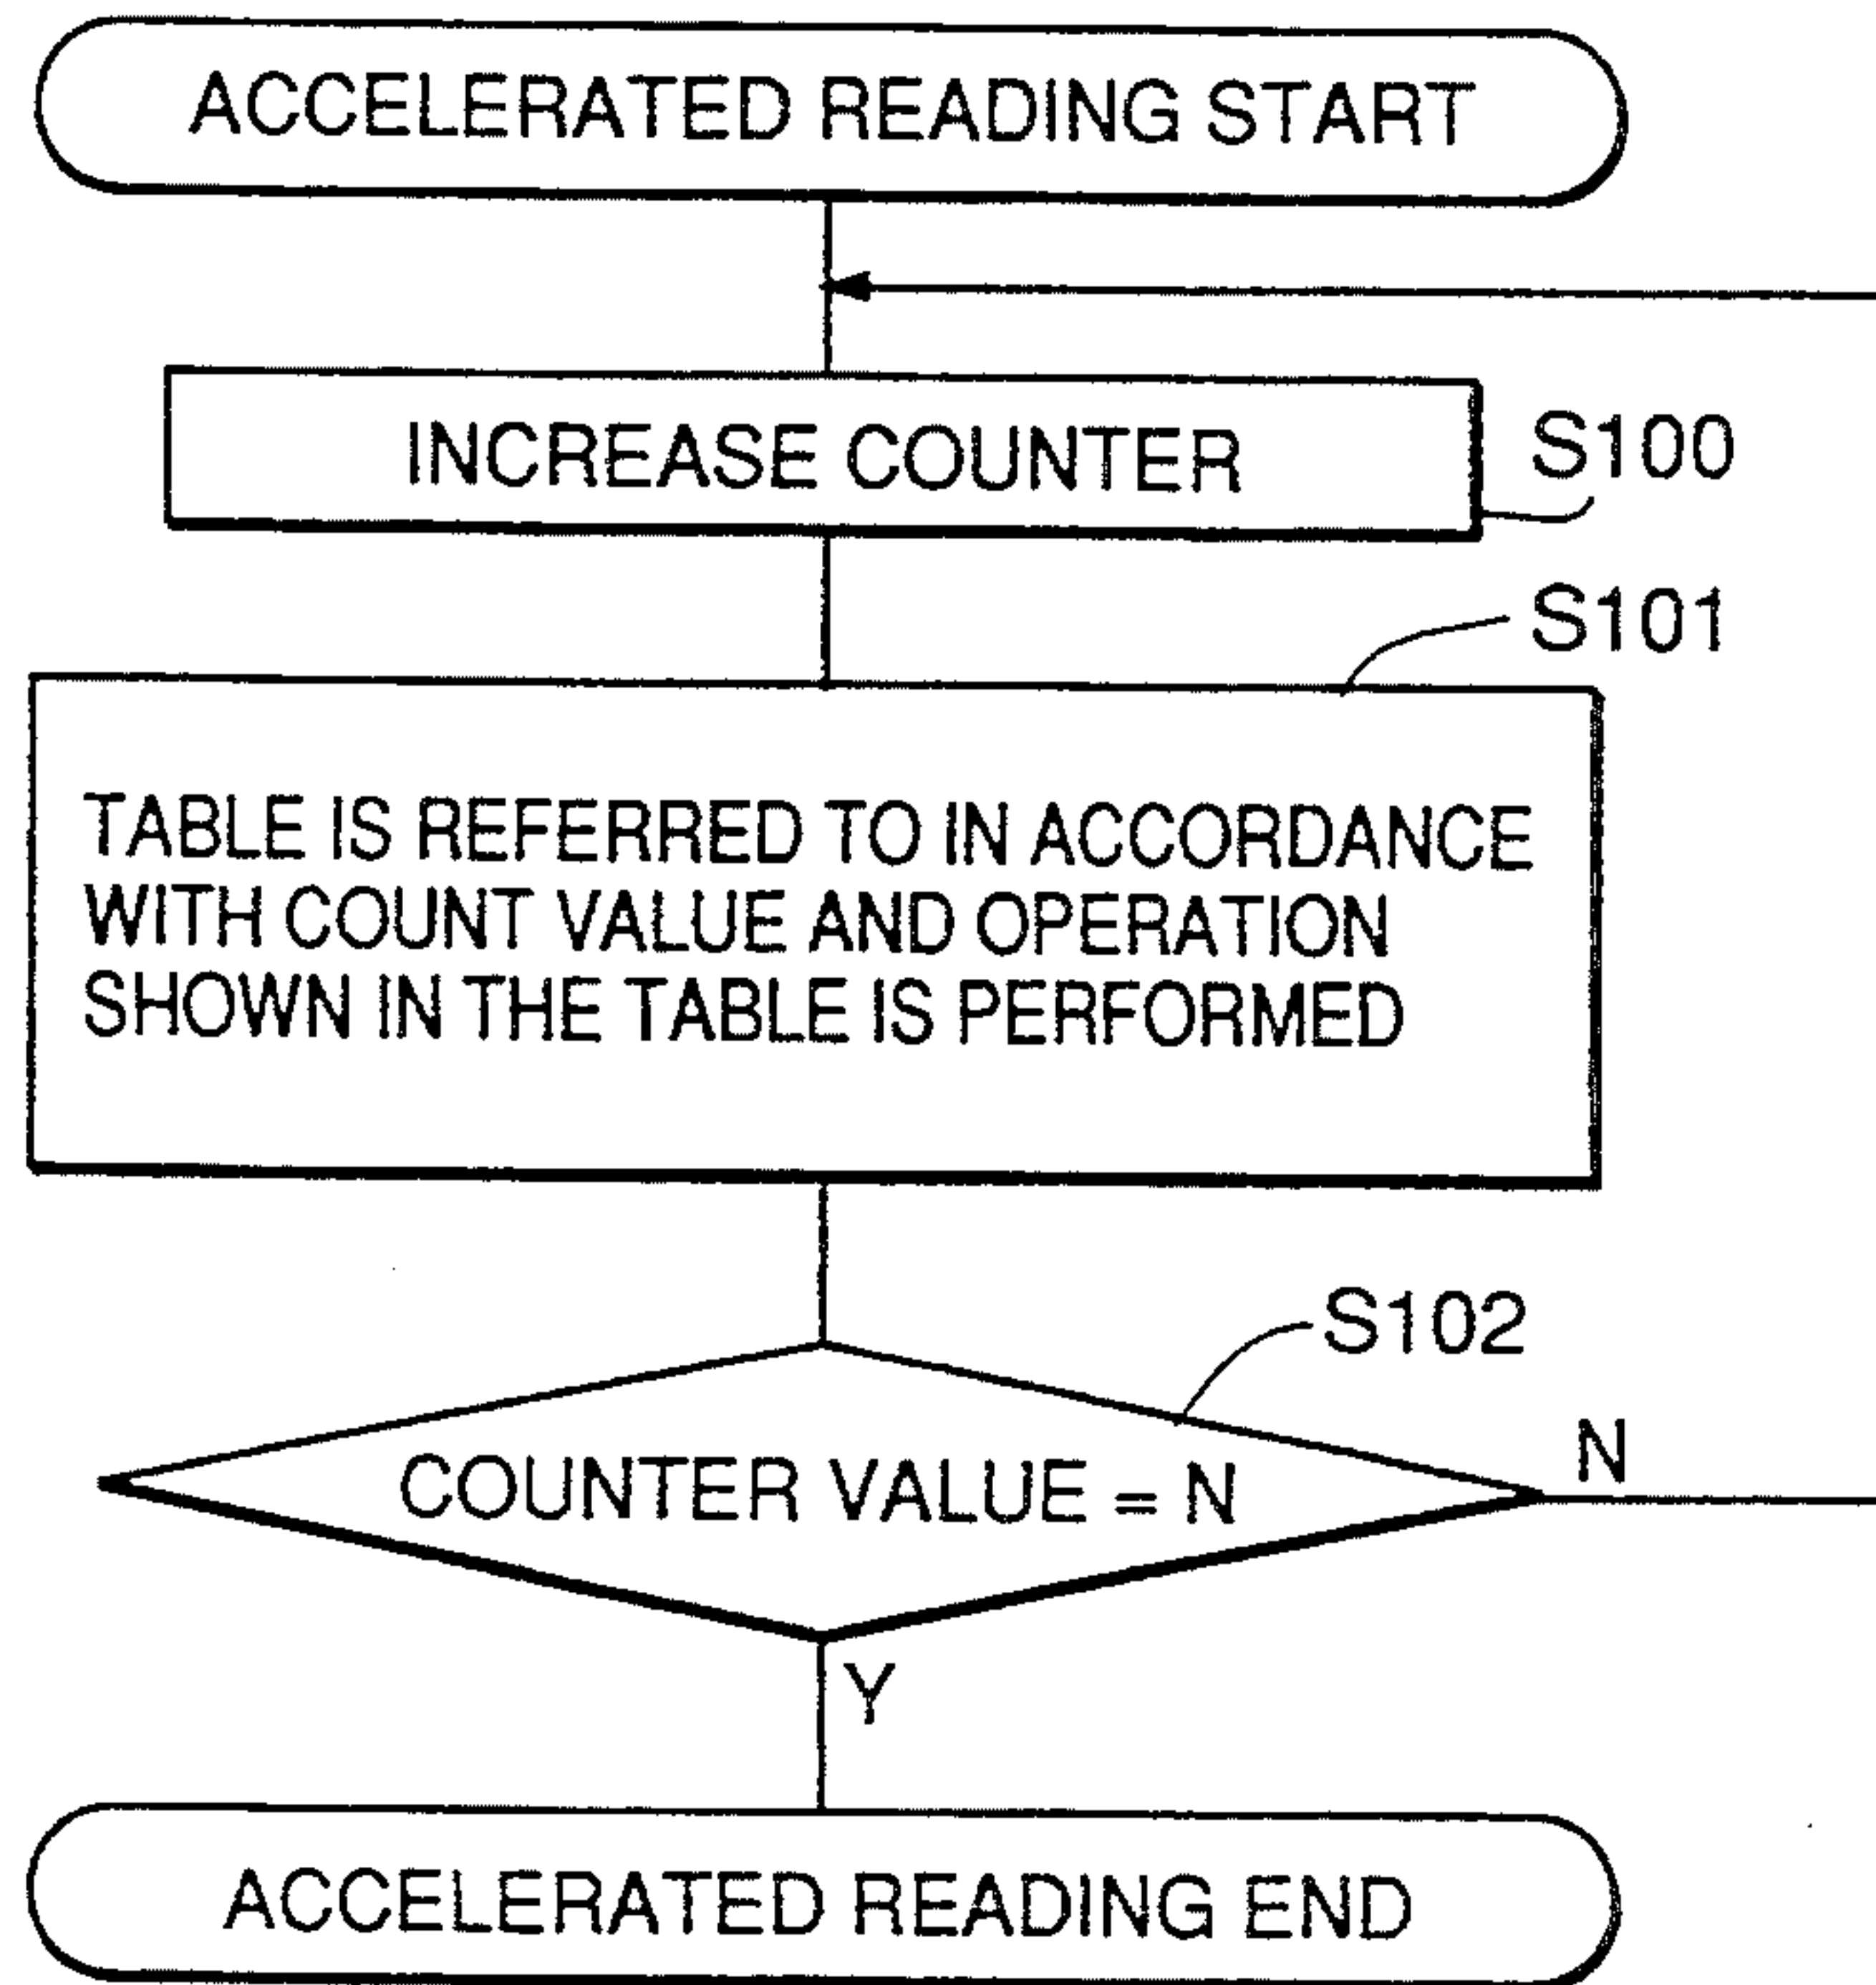 ACCELERATED READING START
INCREASE COUNTER
S100
S101
TABLE IS REFERRED TO IN ACCORDANCE
WITH COUNT VALUE AND OPERATION
SHOWN IN THE TABLE IS PERFORMED
S102
COUNTER VALUE = N
N
Y
ACCELERATED READING END